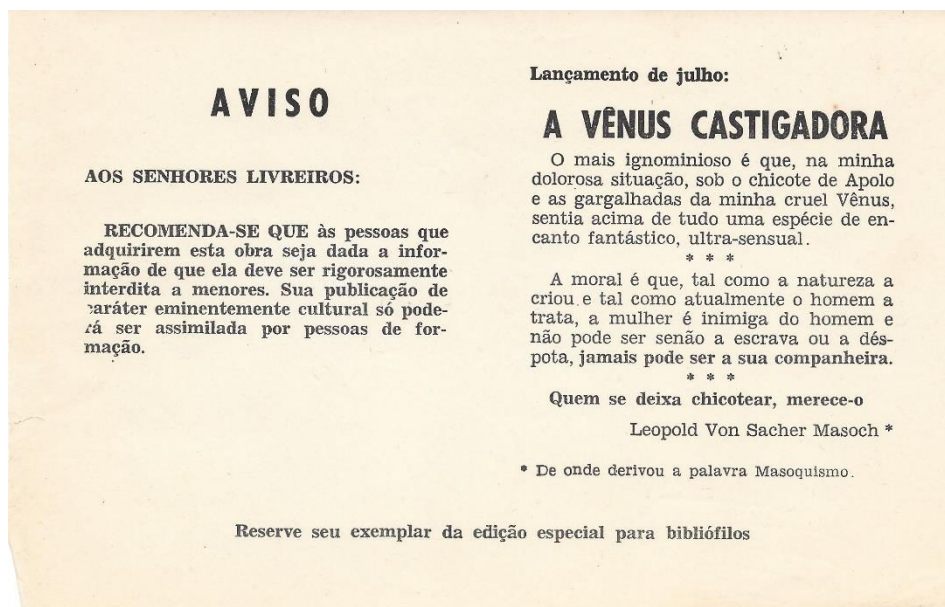 AVISO
AOS SENHORES LIVREIROS:
RECOMENDA-SE QUE às pessoas que
adquirirem esta obra seja dada a infor-
mação de que ela deve ser rigorosamente
interdita a menores. Sua publicação de
caráter eminentemente cultural só pode-
rá ser assimilada por pessoas de for-
mação.
Lançamento de julho:
A VÊNUS CASTIGADORA
O mais ignominioso é que, na minha
dolorosa situação, sob o chicote de Apolo
e as gargalhadas da minha cruel Vênus,
sentia acima de tudo uma espécie de en-
canto fantástico, ultra-sensual.
* * *
A moral é que, tal como a natureza a
criou e tal como atualmente o homem a
trata, a mulher é inimiga do homem e
não pode ser senão a escrava ou a dés-
pota, jamais pode ser a sua companheira.
* * *
Quem se deixa chicotear, merece-o
Leopold Von Sacher Masoch *
* De onde derivou a palavra Masoquismo.
Reserve seu exemplar da edição especial para bibliófilos